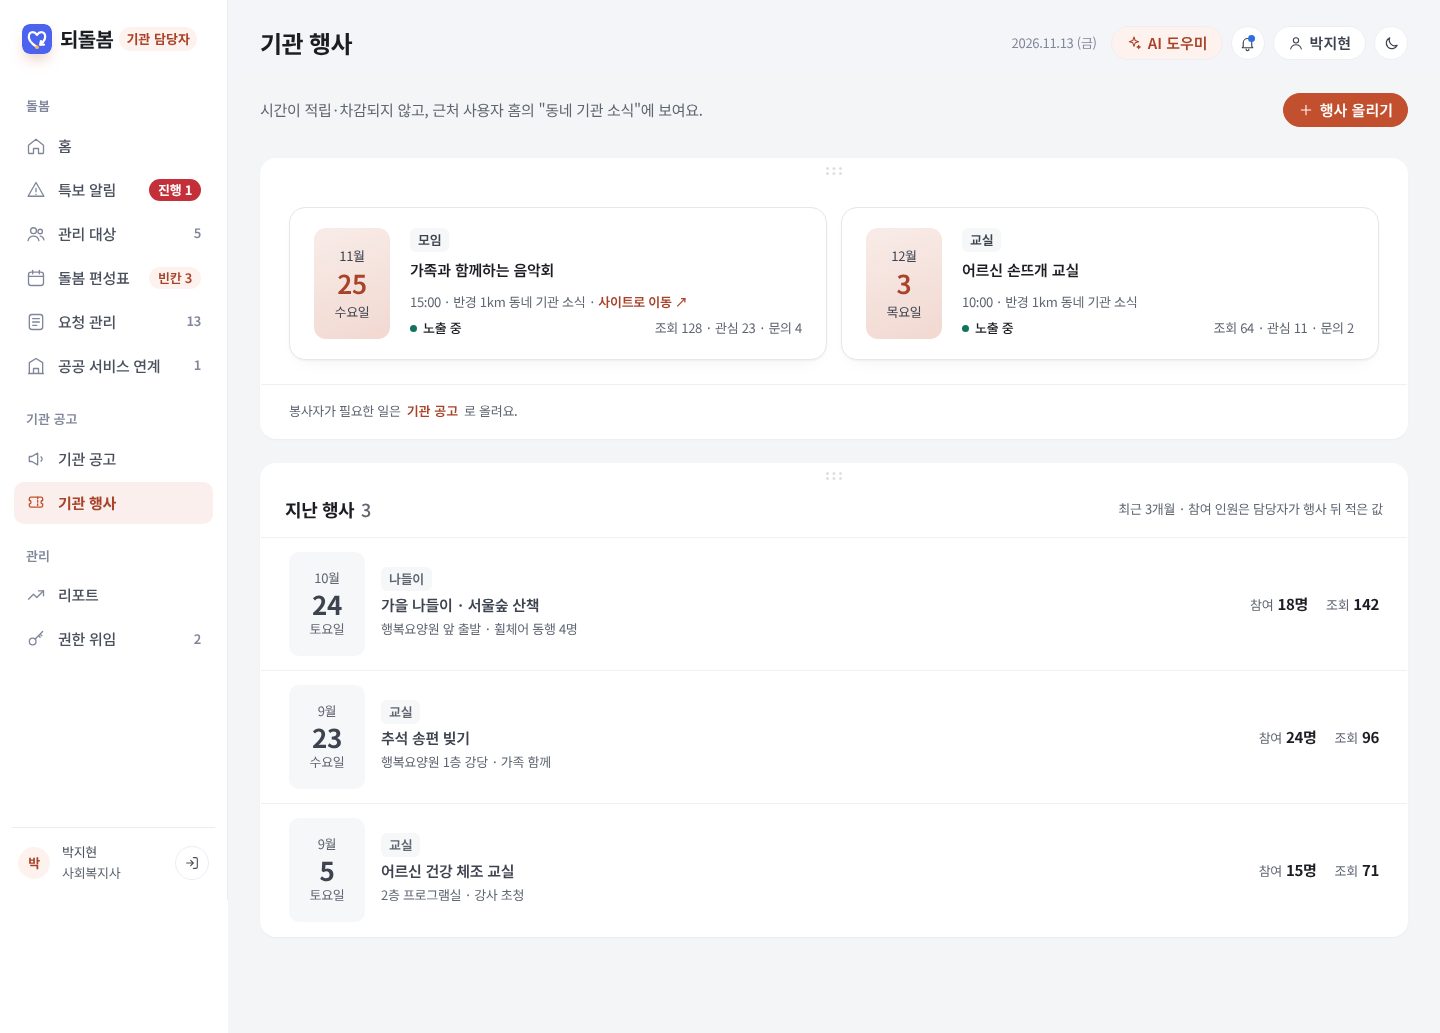 되돌봄 기관 담당자
돌봄
홈
특보 알림 진행 1
관리 대상 5
돌봄 편성표 빈칸 3
요청 관리 13
공공 서비스 연계 1
기관 공고
기관 공고
기관 행사
관리
리포트
권한 위임 2
박 박지현
사회복지사
기관 행사
2026.11.13 (금) AI 도우미 박지현
시간이 적립·차감되지 않고, 근처 사용자 홈의 "동네 기관 소식"에 보여요.
행사 올리기
11월
25
수요일
모임
가족과 함께하는 음악회
15:00 · 반경 1km 동네 기관 소식 · 사이트로 이동 ↗
노출 중 조회 128 · 관심 23 · 문의 4
12월
3
목요일
교실
어르신 손뜨개 교실
10:00 · 반경 1km 동네 기관 소식
노출 중 조회 64 · 관심 11 · 문의 2
봉사자가 필요한 일은 기관 공고 로 올려요.
지난 행사 3
최근 3개월 · 참여 인원은 담당자가 행사 뒤 적은 값
10월
24
토요일
나들이
가을 나들이 · 서울숲 산책
행복요양원 앞 출발 · 휠체어 동행 4명
참여 18명 조회 142
9월
23
수요일
교실
추석 송편 빚기
행복요양원 1층 강당 · 가족 함께
참여 24명 조회 96
9월
5
토요일
교실
어르신 건강 체조 교실
2층 프로그램실 · 강사 초청
참여 15명 조회 71